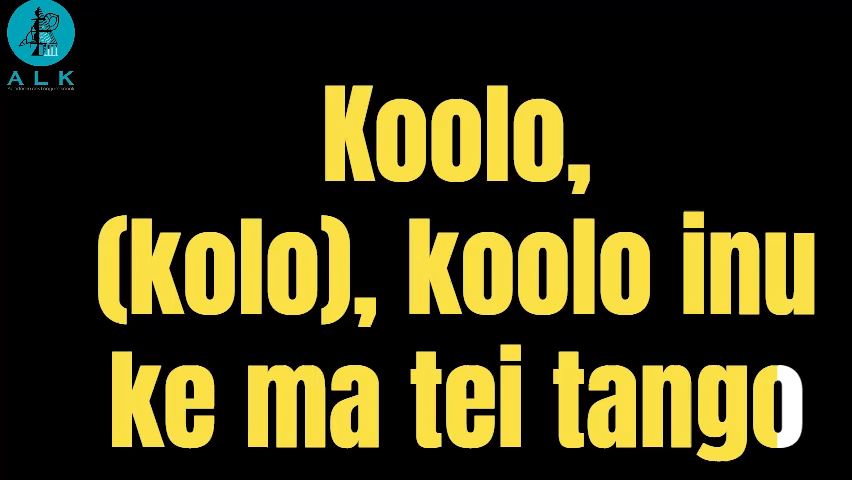 ALK
Koolo,
(kolo), koolo inu
ke ma tei tango